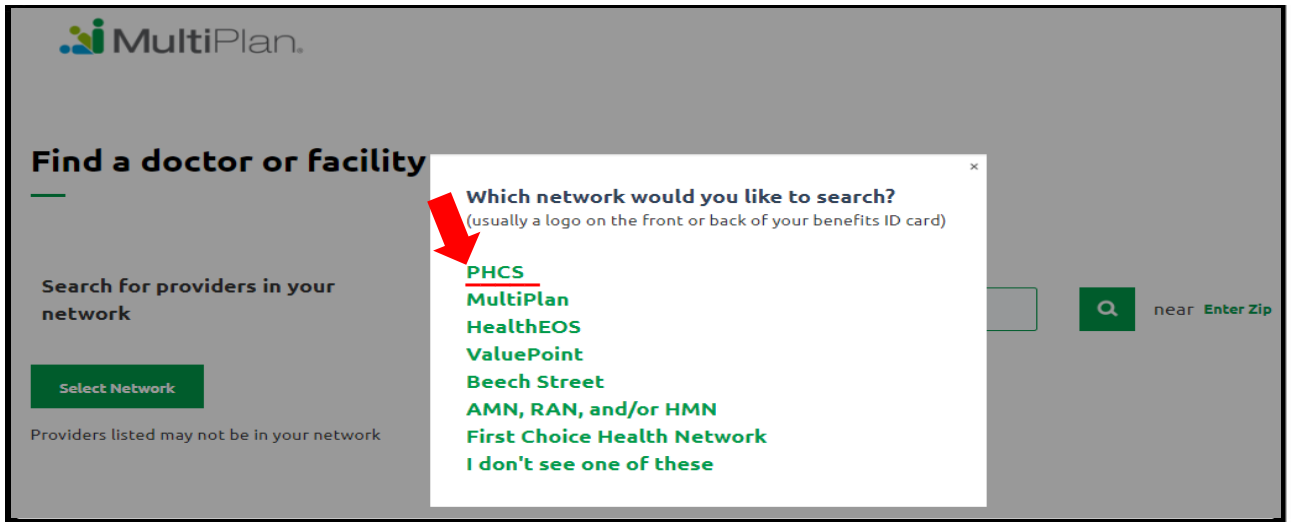 MultiPlan.
Find a doctor or facility
×
Which network would you like to search?
(usually a logo on the front or back of your benefits ID card)
PHCS
MultiPlan
HealthEOS
ValuePoint
Beech Street
AMN, RAN, and/or HMN
First Choice Health Network
I don't see one of these
Search for providers in your
network
near Enter Zip
Select Network
Providers listed may not be in your network